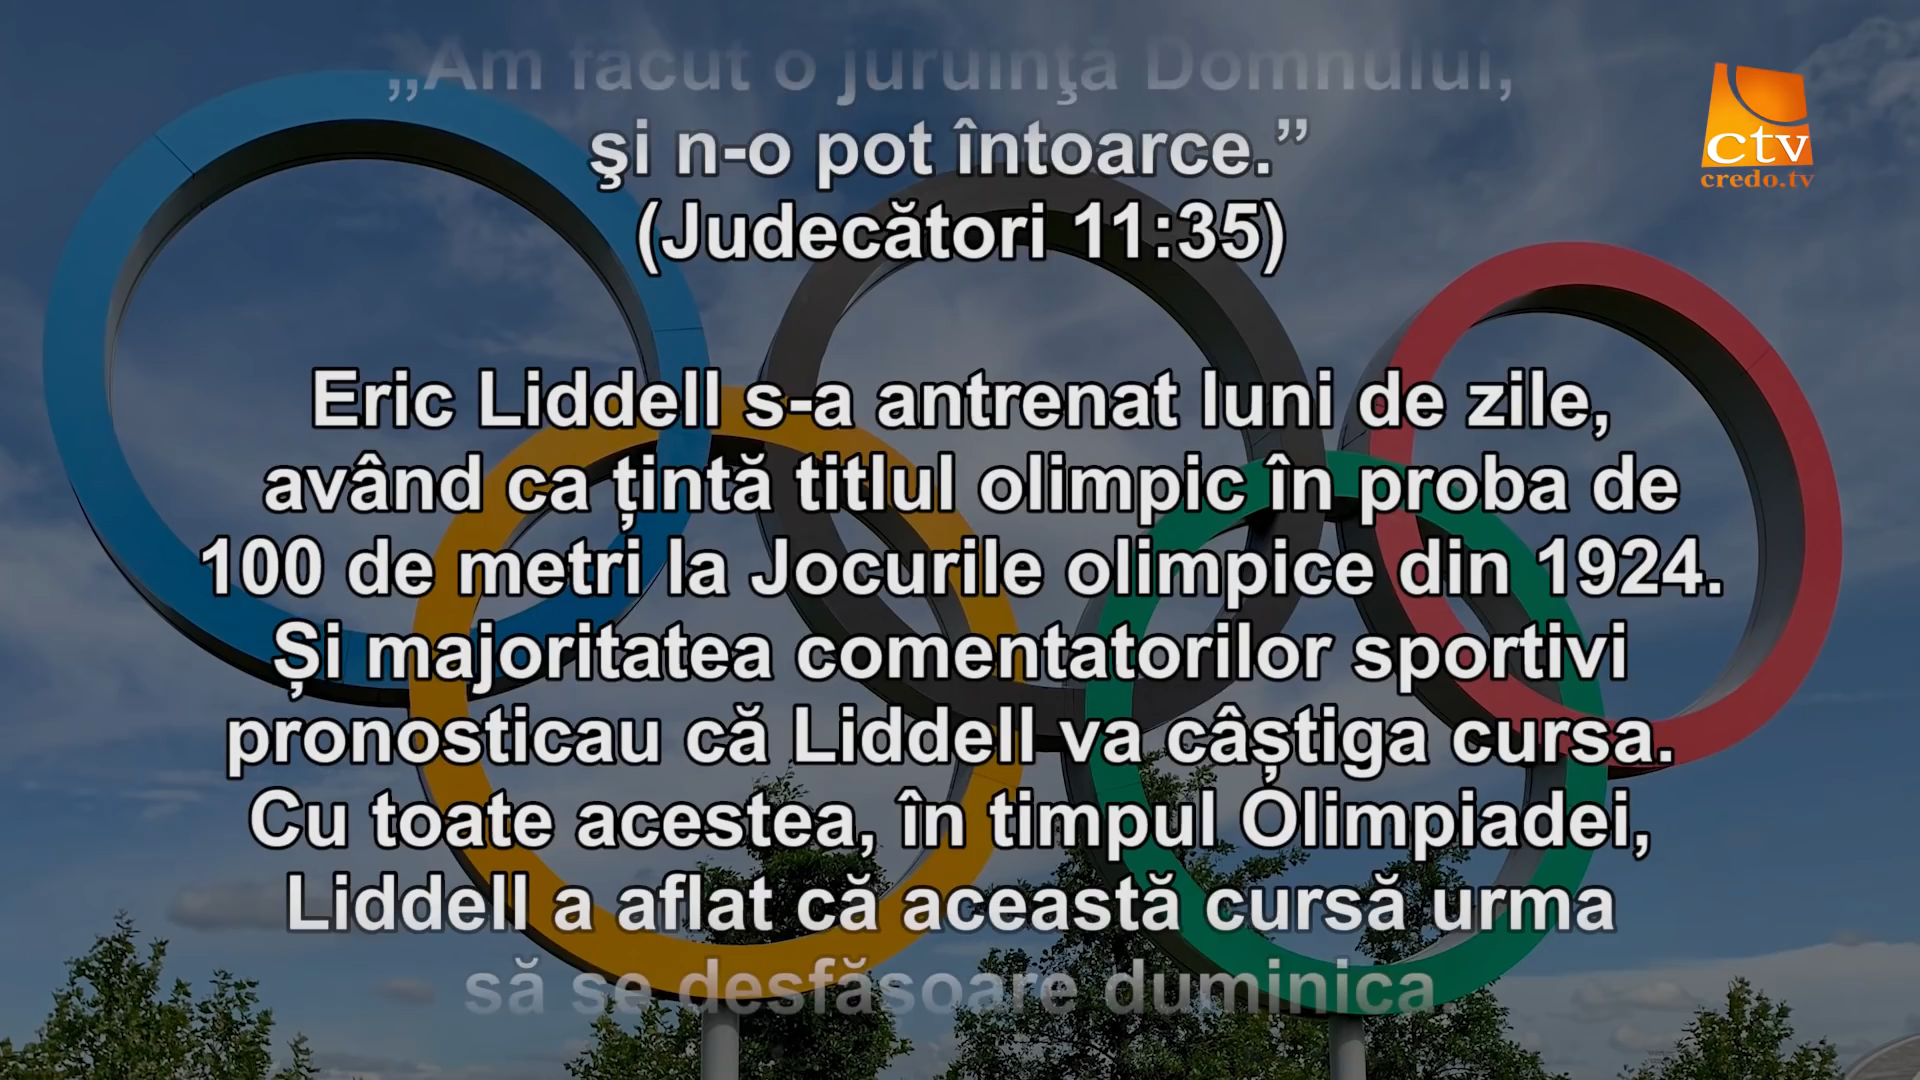 „Am făcut o juruinţă Domnului,
şi n-o pot întoarce.”
(Judecători 11:35)
Eric Liddell s-a antrenat luni de zile,
având ca țintă titlul olimpic în proba de
100 de metri la Jocurile olimpice din 1924.
Și majoritatea comentatorilor sportivi
pronosticau că Liddell va câștiga cursa.
Cu toate acestea, în timpul Olimpiadei,
Liddell a aflat că această cursă urma
să se desfășoare duminica.
ctv
credo.tv